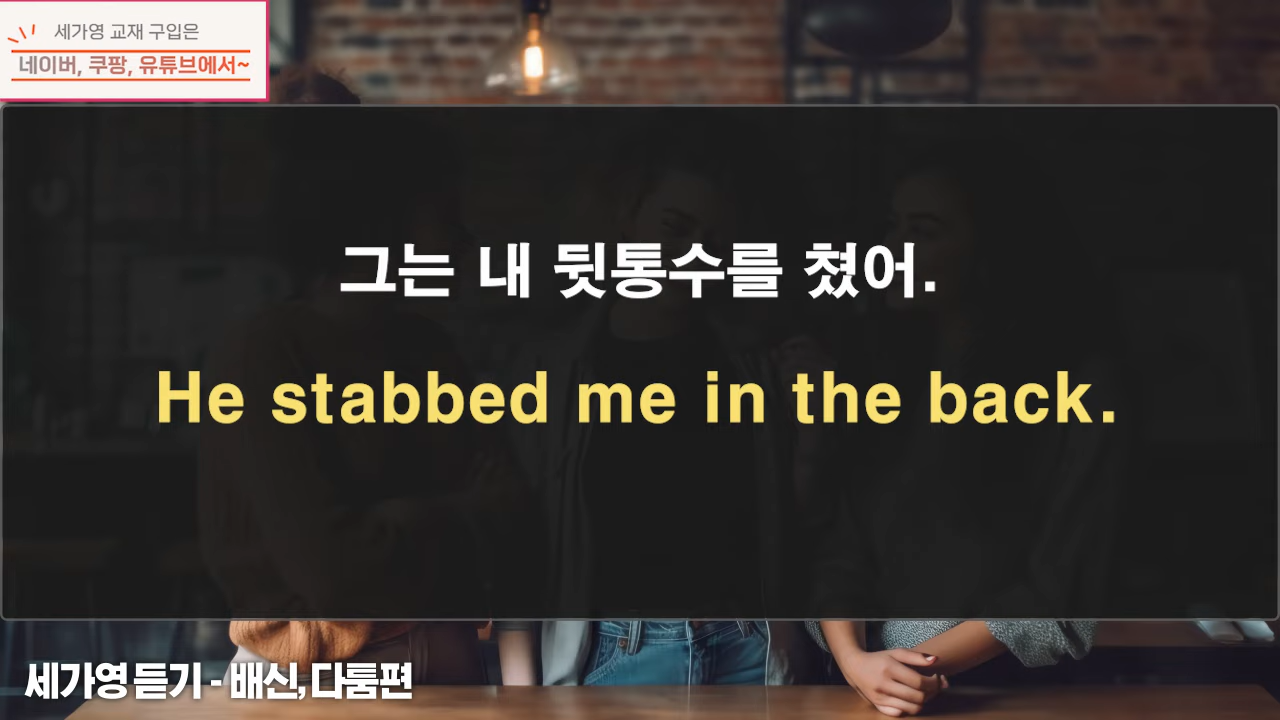 세가영 교재 구입은
네이버, 쿠팡, 유튜브에서~
그는 내 뒷통수를 쳤어.
He stabbed me in the back.
세가영 듣기 - 배신, 다툼편